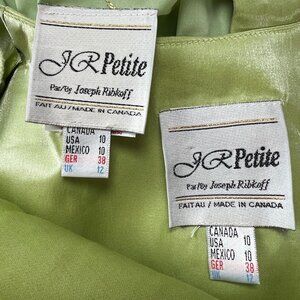 JR Petite
Par/By Joseph Ribkoff
FAIT AU / MADE IN CANADA
CANADA 10
USA 10
MEXICO 10
GER 38
UK 12
JR Petite
Par/By Joseph Ribkoff
FAIT AU / MADE IN CANADA
CANADA 10
USA 10
MEXICO 10
GER 38
UK 12